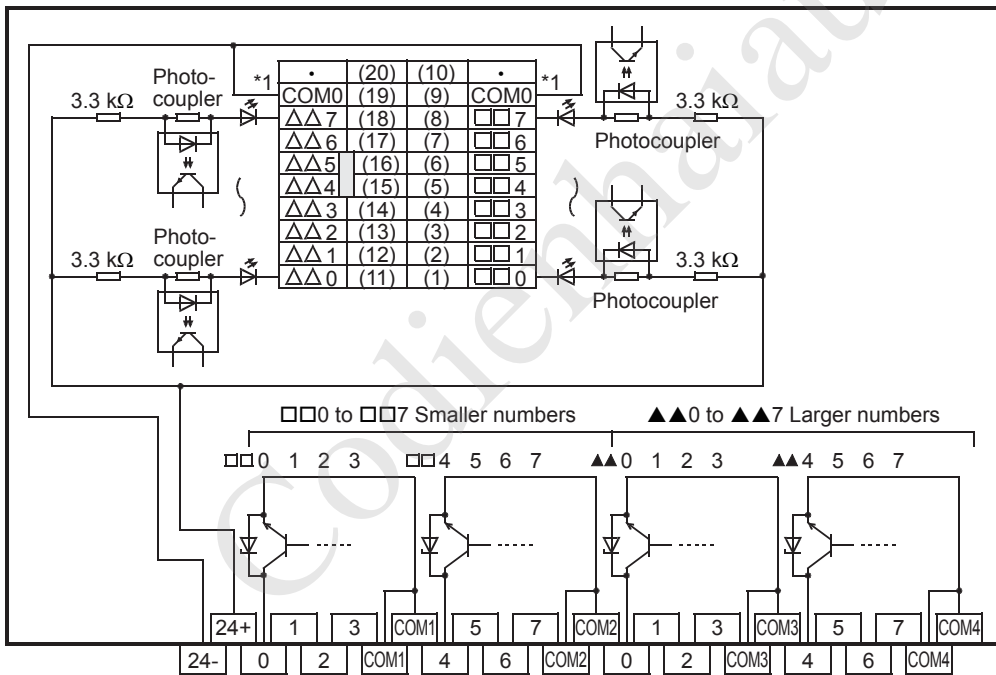 • (20) (10) •
*1 COM0 (19) (9) COM0 *1
△△7 (18) (8) □□7
△△6 (17) (7) □□6
△△5 (16) (6) □□5
△△4 (15) (5) □□4
△△3 (14) (4) □□3
△△2 (13) (3) □□2
△△1 (12) (2) □□1
△△0 (11) (1) □□0
3.3 kΩ
Photo-
coupler
3.3 kΩ
Photocoupler
3.3 kΩ
Photo-
coupler
3.3 kΩ
Photocoupler
□□0 to □□7 Smaller numbers ▲▲0 to ▲▲7 Larger numbers
□□0 1 2 3 □□4 5 6 7 ▲▲0 1 2 3 ▲▲4 5 6 7
24+ 1 3 COM1 5 7 COM2 1 3 COM3 5 7 COM4
24- 0 2 COM1 4 6 COM2 0 2 COM3 4 6 COM4